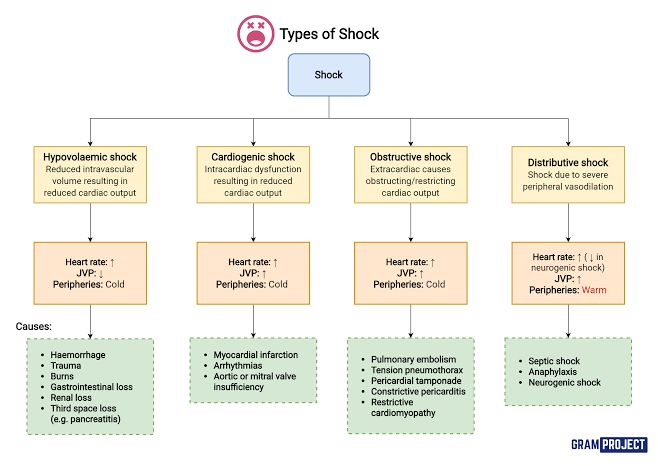 Types of Shock
Shock
Hypovolaemic shock
Reduced intravascular
volume resulting in
reduced cardiac output
Cardiogenic shock
Intracardiac dysfunction
resulting in reduced
cardiac output
Obstructive shock
Extracardiac causes
obstructing/restricting
cardiac output
Distributive shock
Shock due to severe
peripheral vasodilation
Heart rate: ↑
JVP: ↓
Peripheries: Cold
Heart rate: ↑
JVP: ↑
Peripheries: Cold
Heart rate: ↑
JVP: ↑
Peripheries: Cold
Heart rate: ↑ ( ↓ in
neurogenic shock)
JVP: ↑
Peripheries: Warm
Causes:
• Haemorrhage
• Trauma
• Burns
• Gastrointestinal loss
• Renal loss
• Third space loss
(e.g. pancreatitis)
• Myocardial infarction
• Arrhythmias
• Aortic or mitral valve
insufficiency
• Pulmonary embolism
• Tension pneumothorax
• Pericardial tamponade
• Constrictive pericarditis
• Restrictive
cardiomyopathy
• Septic shock
• Anaphylaxis
• Neurogenic shock
GRAM PROJECT